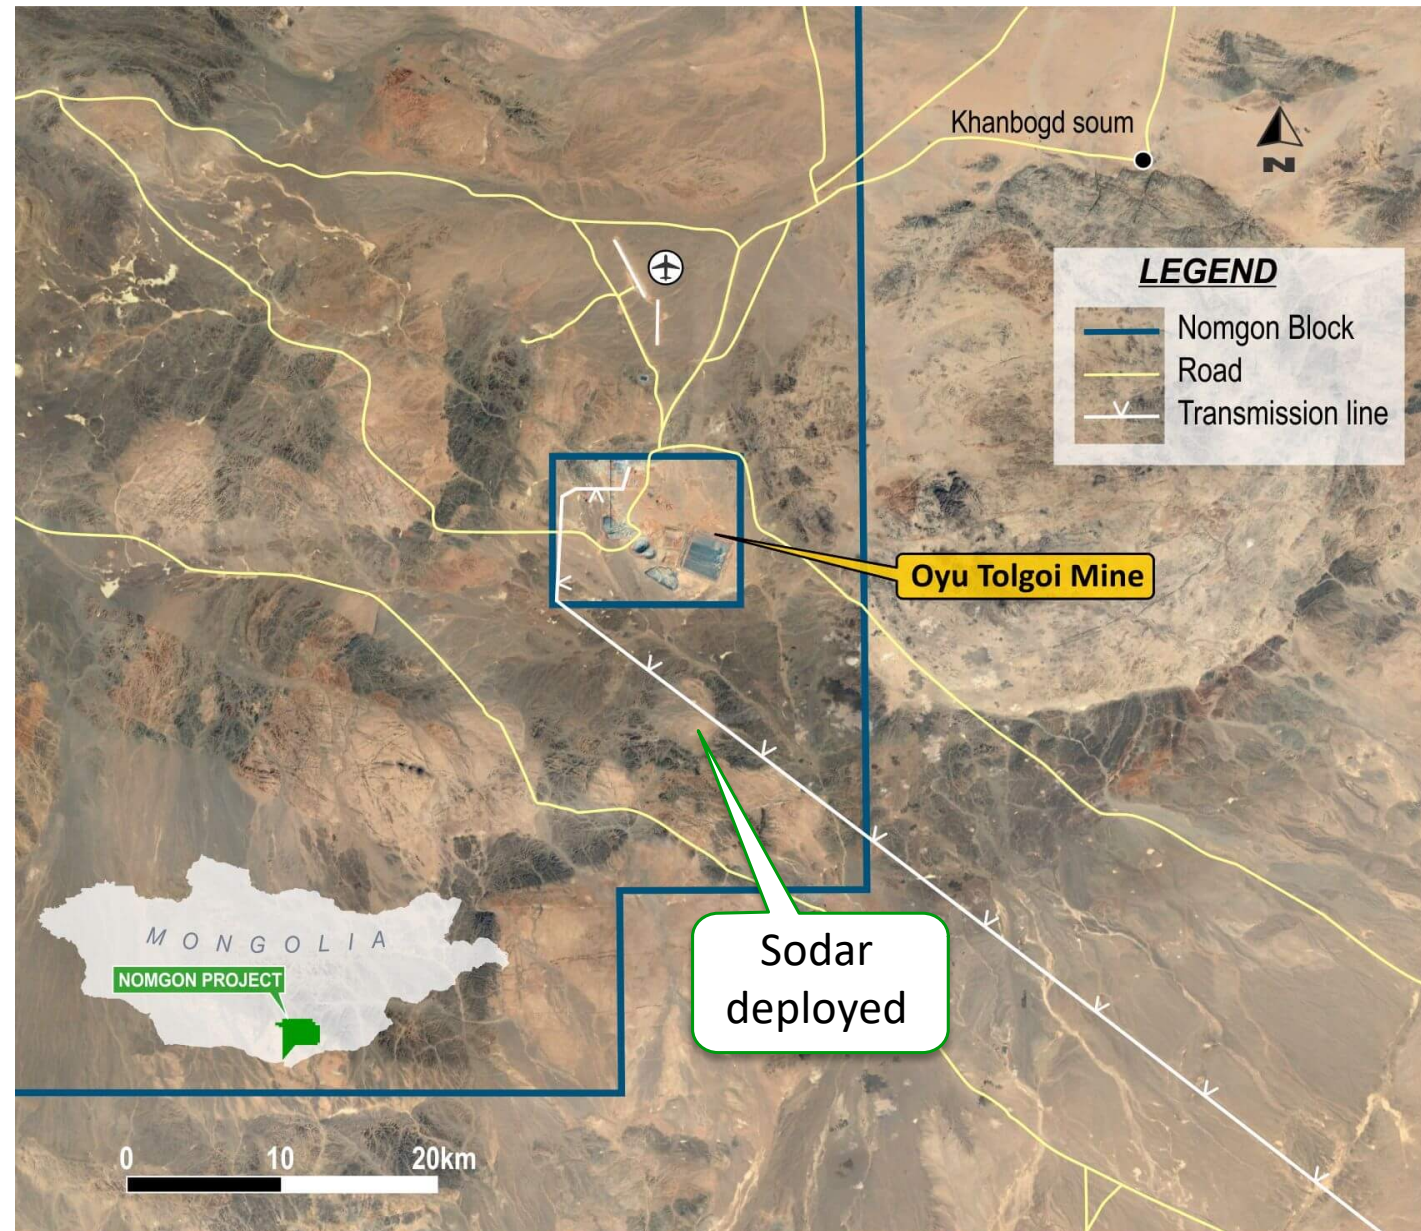 Khanbogd soum
N
LEGEND
Nomgon Block
Road
Transmission line
Oyu Tolgoi Mine
MONGOLIA
NOMGON PROJECT
Sodar
deployed
0 10 20km